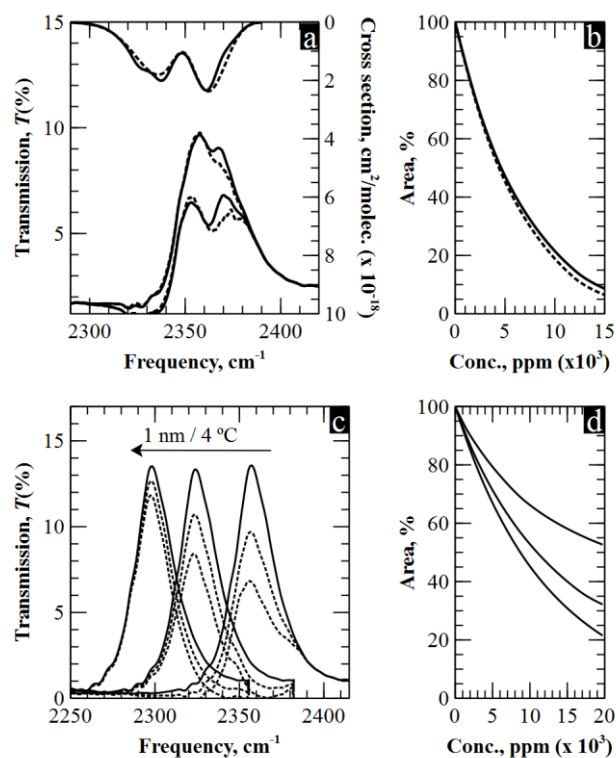 a
Transmission, T(%)
15
10
5
2300 2350 2400
Frequency, cm-1
0
2
4
6
8
10
Cross section, cm2/molec. (x 10-18)
b
Area, %
100
80
60
40
20
0
0 5 10 15
Conc., ppm (x10³)
c
1 nm / 4 ºC
Transmission, T(%)
15
10
5
0
2250 2300 2350 2400
Frequency, cm-1
d
Area, %
100
80
60
40
20
0
0 5 10 15 20
Conc., ppm (x10³)